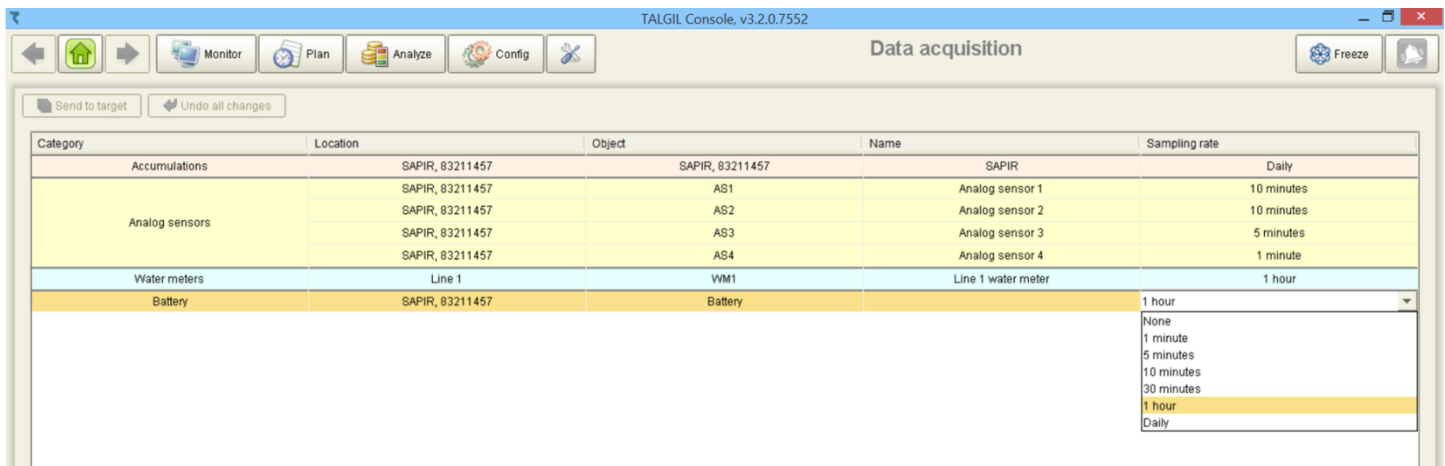 TALGIL Console, v3.2.0.7552
Monitor Plan Analyze Config Data acquisition Freeze
Send to target Undo all changes
Category Location Object Name Sampling rate
Accumulations SAPIR, 83211457 SAPIR, 83211457 SAPIR Daily
SAPIR, 83211457 AS1 Analog sensor 1 10 minutes
SAPIR, 83211457 AS2 Analog sensor 2 10 minutes
Analog sensors
SAPIR, 83211457 AS3 Analog sensor 3 5 minutes
SAPIR, 83211457 AS4 Analog sensor 4 1 minute
Water meters Line 1 WM1 Line 1 water meter 1 hour
Battery SAPIR, 83211457 Battery 1 hour
None
1 minute
5 minutes
10 minutes
30 minutes
1 hour
Daily